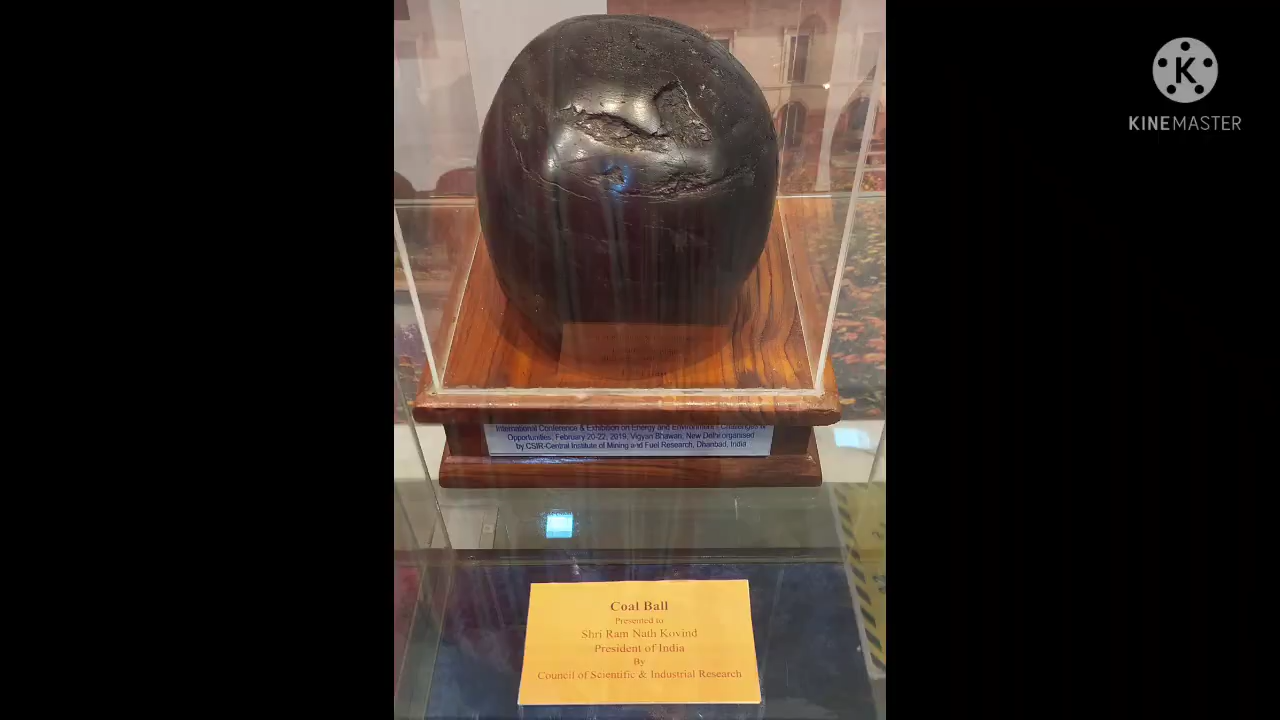 K
KINEMASTER
International Conference & Exhibition on Energy and Environment : Challenges &
Opportunities, February 20-22, 2019, Vigyan Bhawan, New Delhi organised
by CSIR-Central Institute of Mining and Fuel Research, Dhanbad, India
Coal Ball
Presented to
Shri Ram Nath Kovind
President of India
By
Council of Scientific & Industrial Research